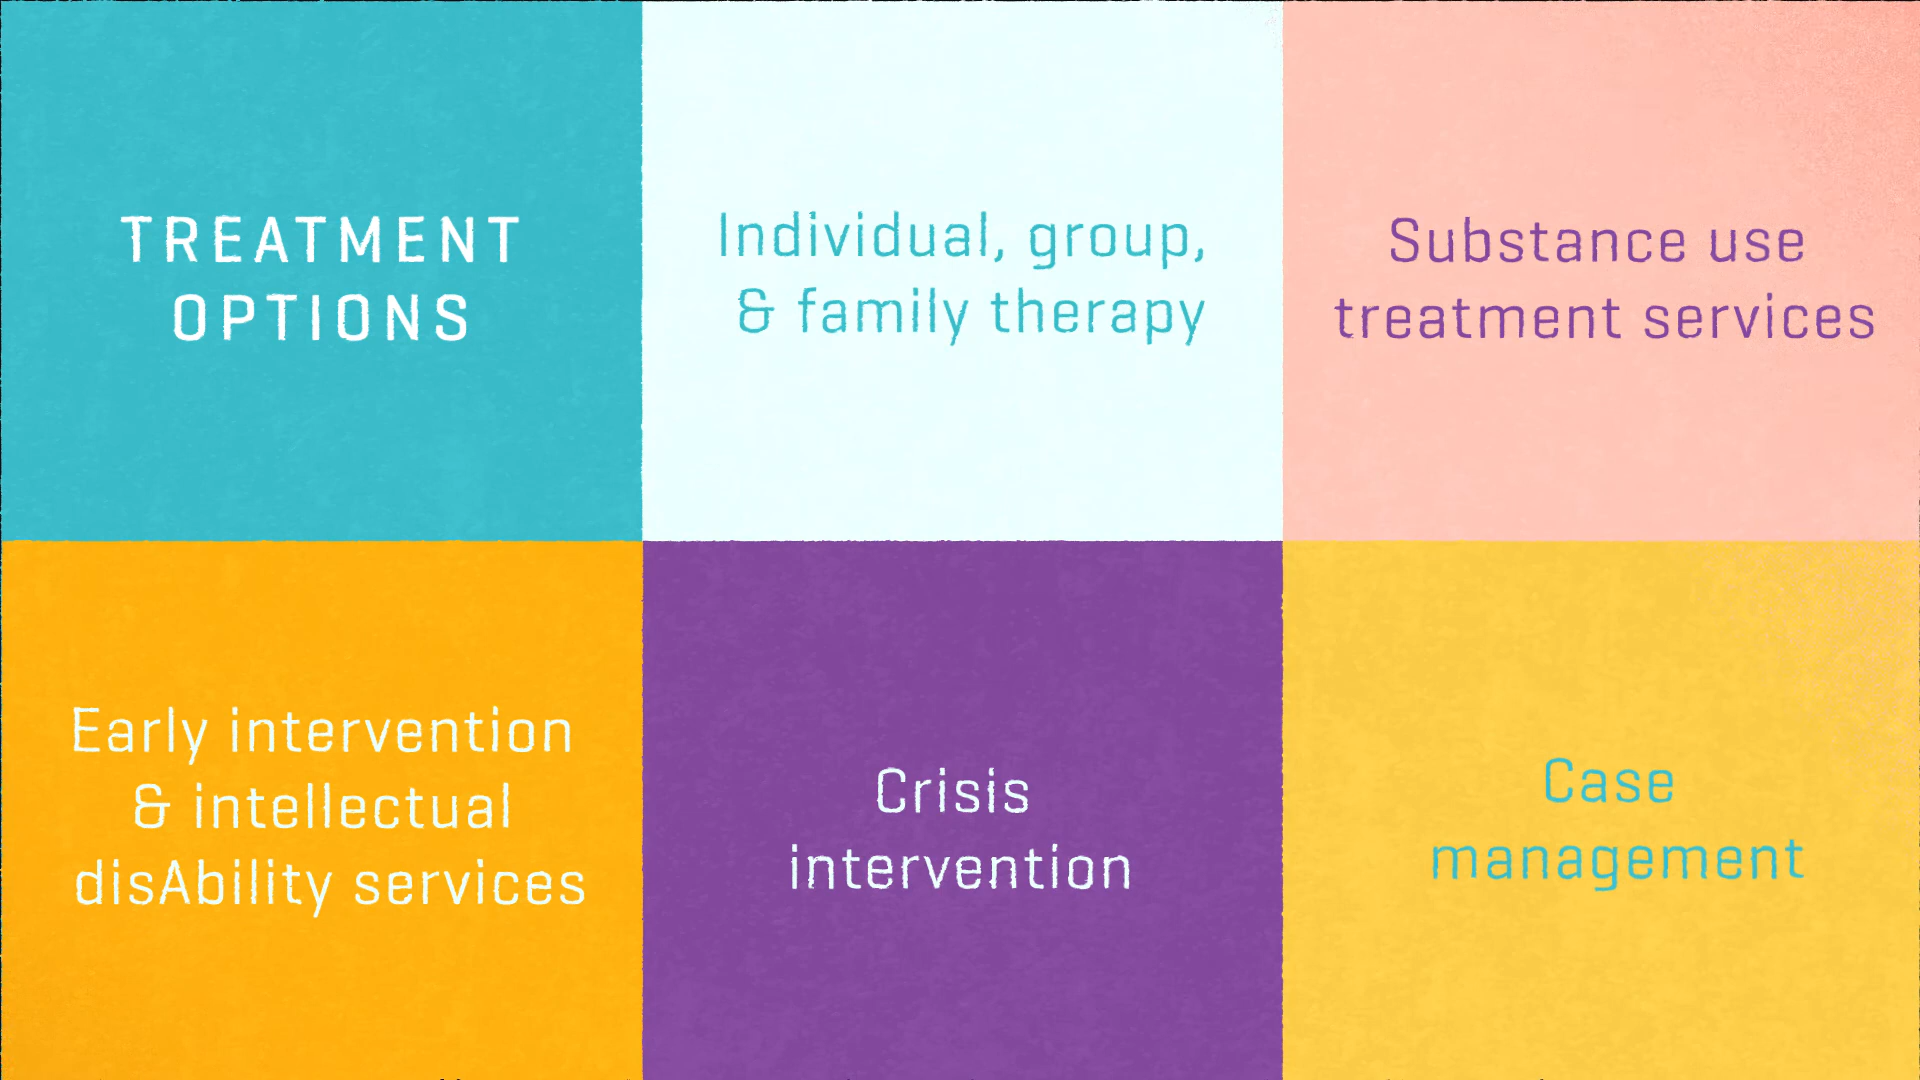 TREATMENT
OPTIONS
Individual, group,
& family therapy
Substance use
treatment services
Early intervention
& intellectual
disAbility services
Crisis
intervention
Case
management